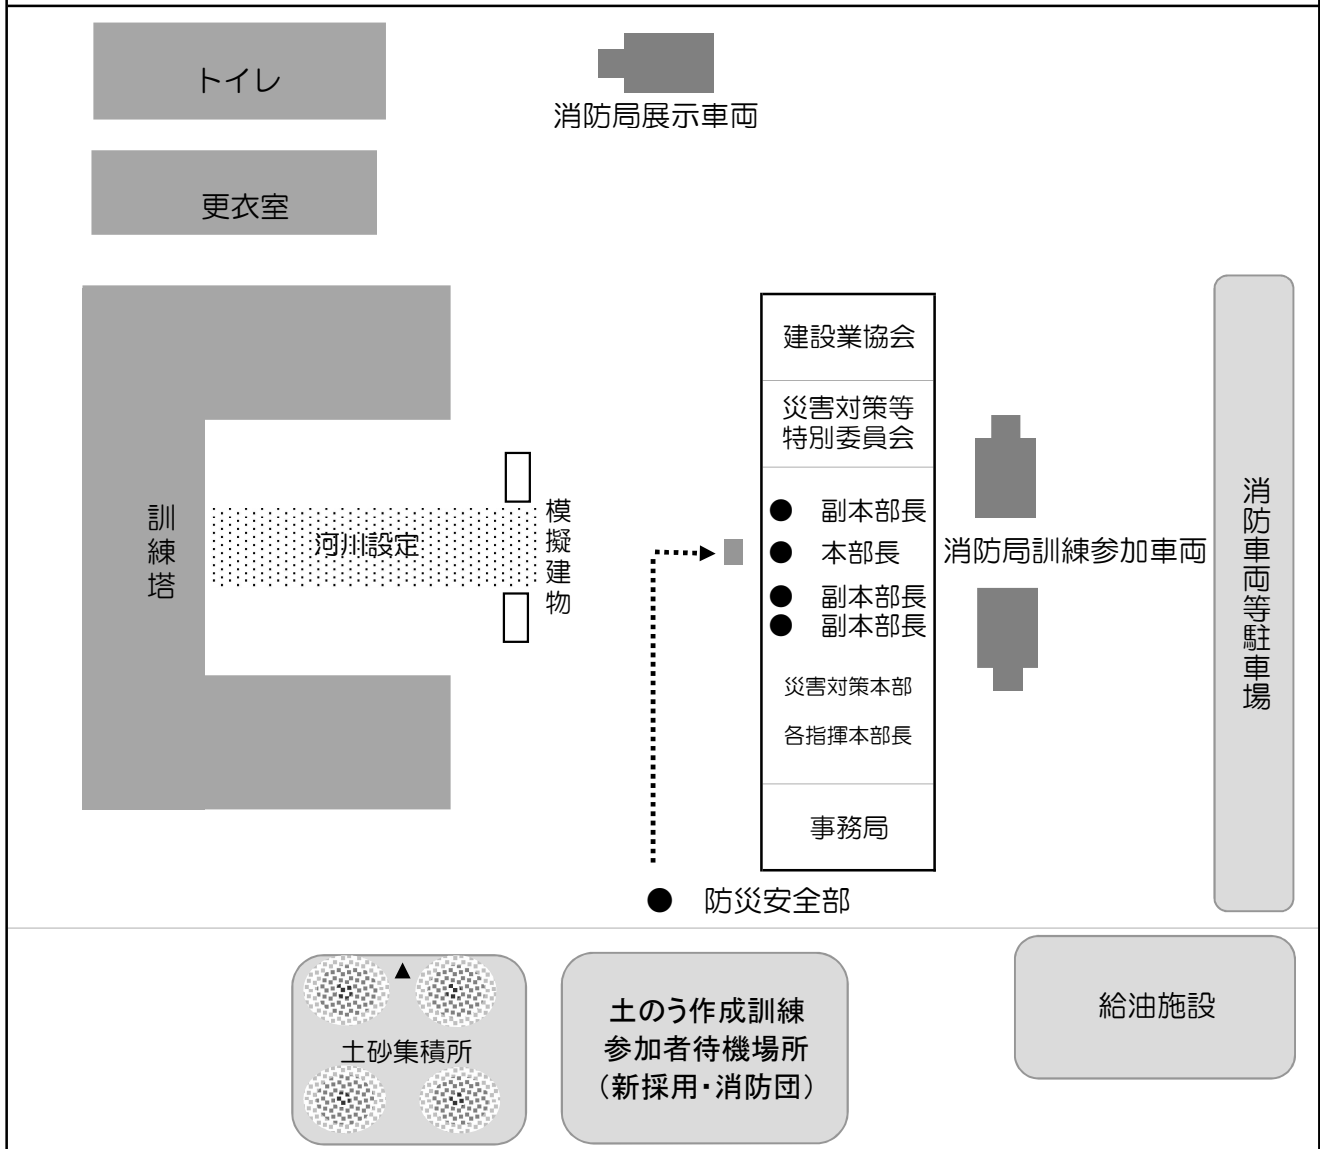 トイレ
消防局展示車両
更衣室
建設業協会
災害対策等
特別委員会
訓練塔
河川設定
模擬建物
● 副本部長
● 本部長
● 副本部長
● 副本部長
災害対策本部
各指揮本部長
事務局
消防局訓練参加車両
消防車両等駐車場
● 防災安全部
土砂集積所
土のう作成訓練
参加者待機場所
（新採用・消防団）
給油施設